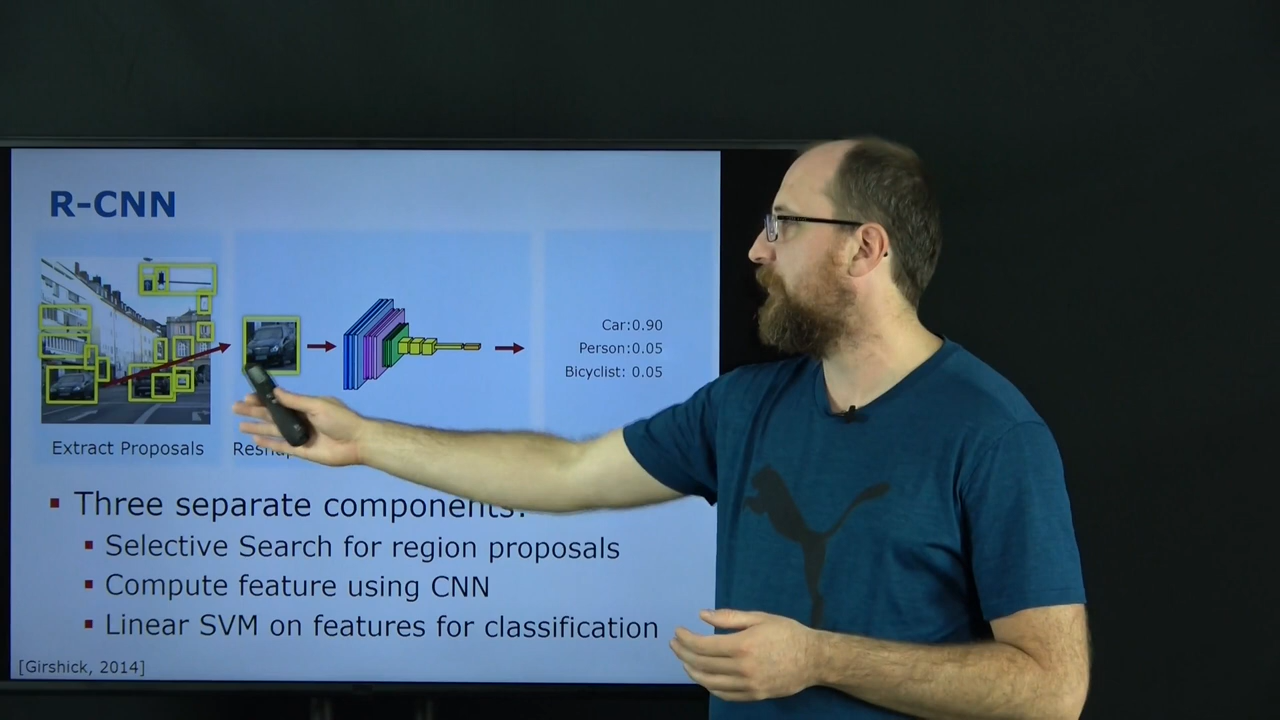 R-CNN
Car:0.90
Person:0.05
Bicyclist: 0.05
Extract Proposals
Three separate components:
Selective Search for region proposals
Compute feature using CNN
Linear SVM on features for classification
[Girshick, 2014]